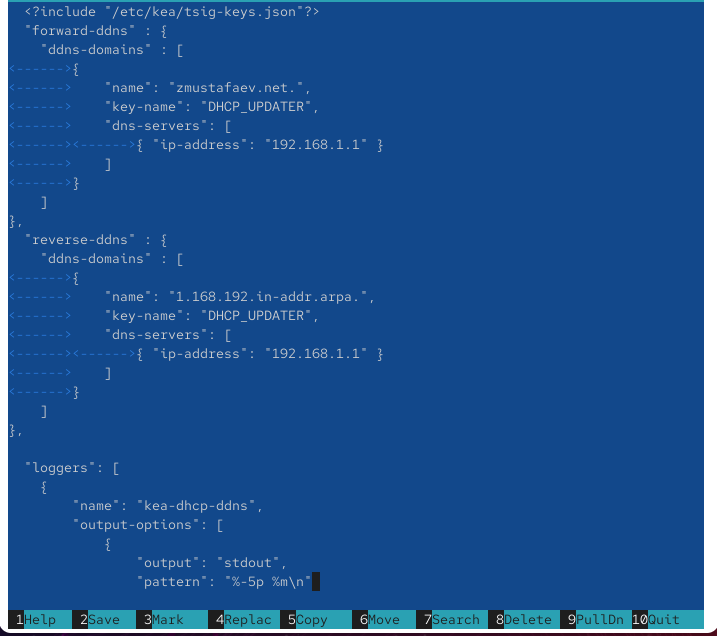 <?include "/etc/kea/tsig-keys.json"?>
"forward-ddns" : {
"ddns-domains" : [
<------>{
<------>    "name": "zmustafaev.net.",
<------>    "key-name": "DHCP_UPDATER",
<------>    "dns-servers": [
<------><------>{ "ip-address": "192.168.1.1" }
<------>    ]
<------>}
]
},
"reverse-ddns" : {
"ddns-domains" : [
<------>{
<------>    "name": "1.168.192.in-addr.arpa.",
<------>    "key-name": "DHCP_UPDATER",
<------>    "dns-servers": [
<------><------>{ "ip-address": "192.168.1.1" }
<------>    ]
<------>}
]
},
"loggers": [
{
"name": "kea-dhcp-ddns",
"output-options": [
{
"output": "stdout",
"pattern": "%-5p %m\n"
1Help 2Save 3Mark 4Replac 5Copy 6Move 7Search 8Delete 9PullDn 10Quit